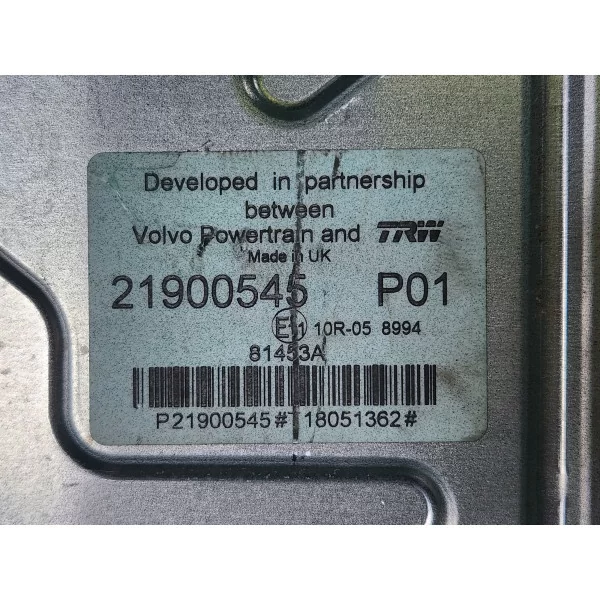 Developed in partnership
between
Volvo Powertrain and TRW
Made in UK
21900545 P01
E11 10R-05 8994
81453A
P21900545#T18051362#